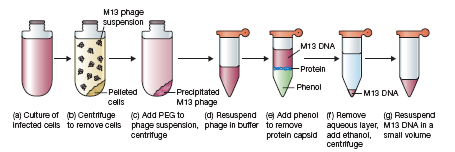 M13 phage
suspension
Pelleted
cells
Precipitated
M13 phage
M13 DNA
Protein
Phenol
M13 DNA
(a) Culture of
infected cells
(b) Centrifuge
to remove cells
(c) Add PEG to
phage suspension,
centrifuge
(d) Resuspend
phage in buffer
(e) Add phenol
to remove
protein capsid
(f) Remove
aqueous layer,
add ethanol,
centrifuge
(g) Resuspend
M13 DNA in a
small volume